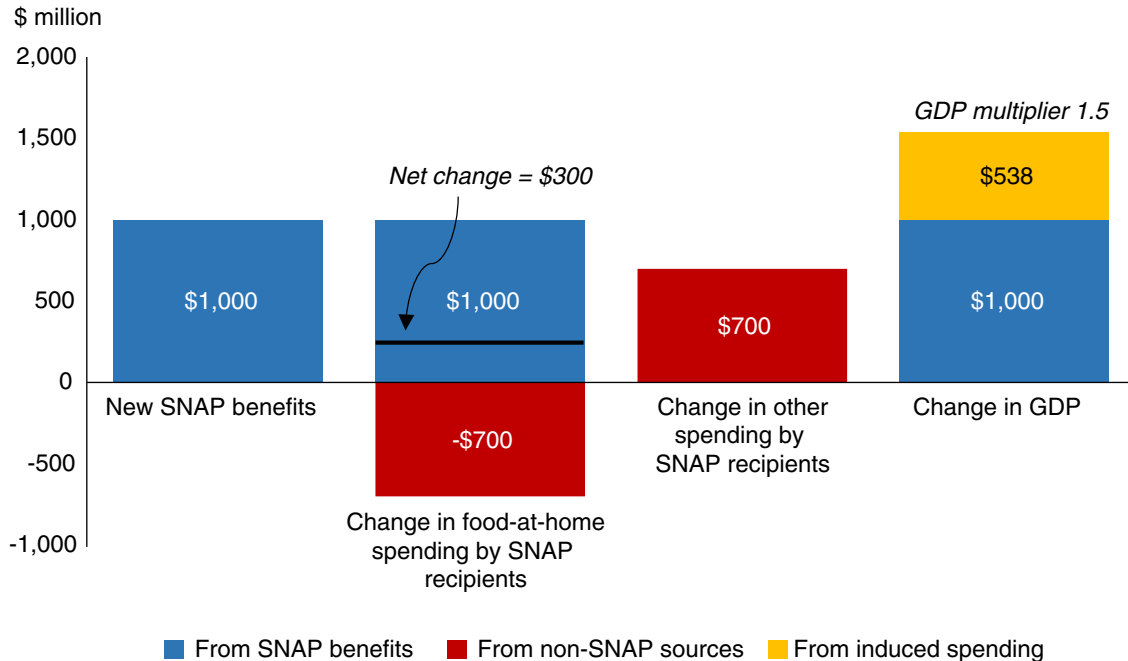 $ million
2,000
1,500
1,000
500
0
-500
-1,000
GDP multiplier 1.5
Net change = $300
$538
$1,000
$1,000
$700
$1,000
-$700
New SNAP benefits
Change in food-at-home
spending by SNAP
recipients
Change in other
spending by
SNAP recipients
Change in GDP
From SNAP benefits
From non-SNAP sources
From induced spending